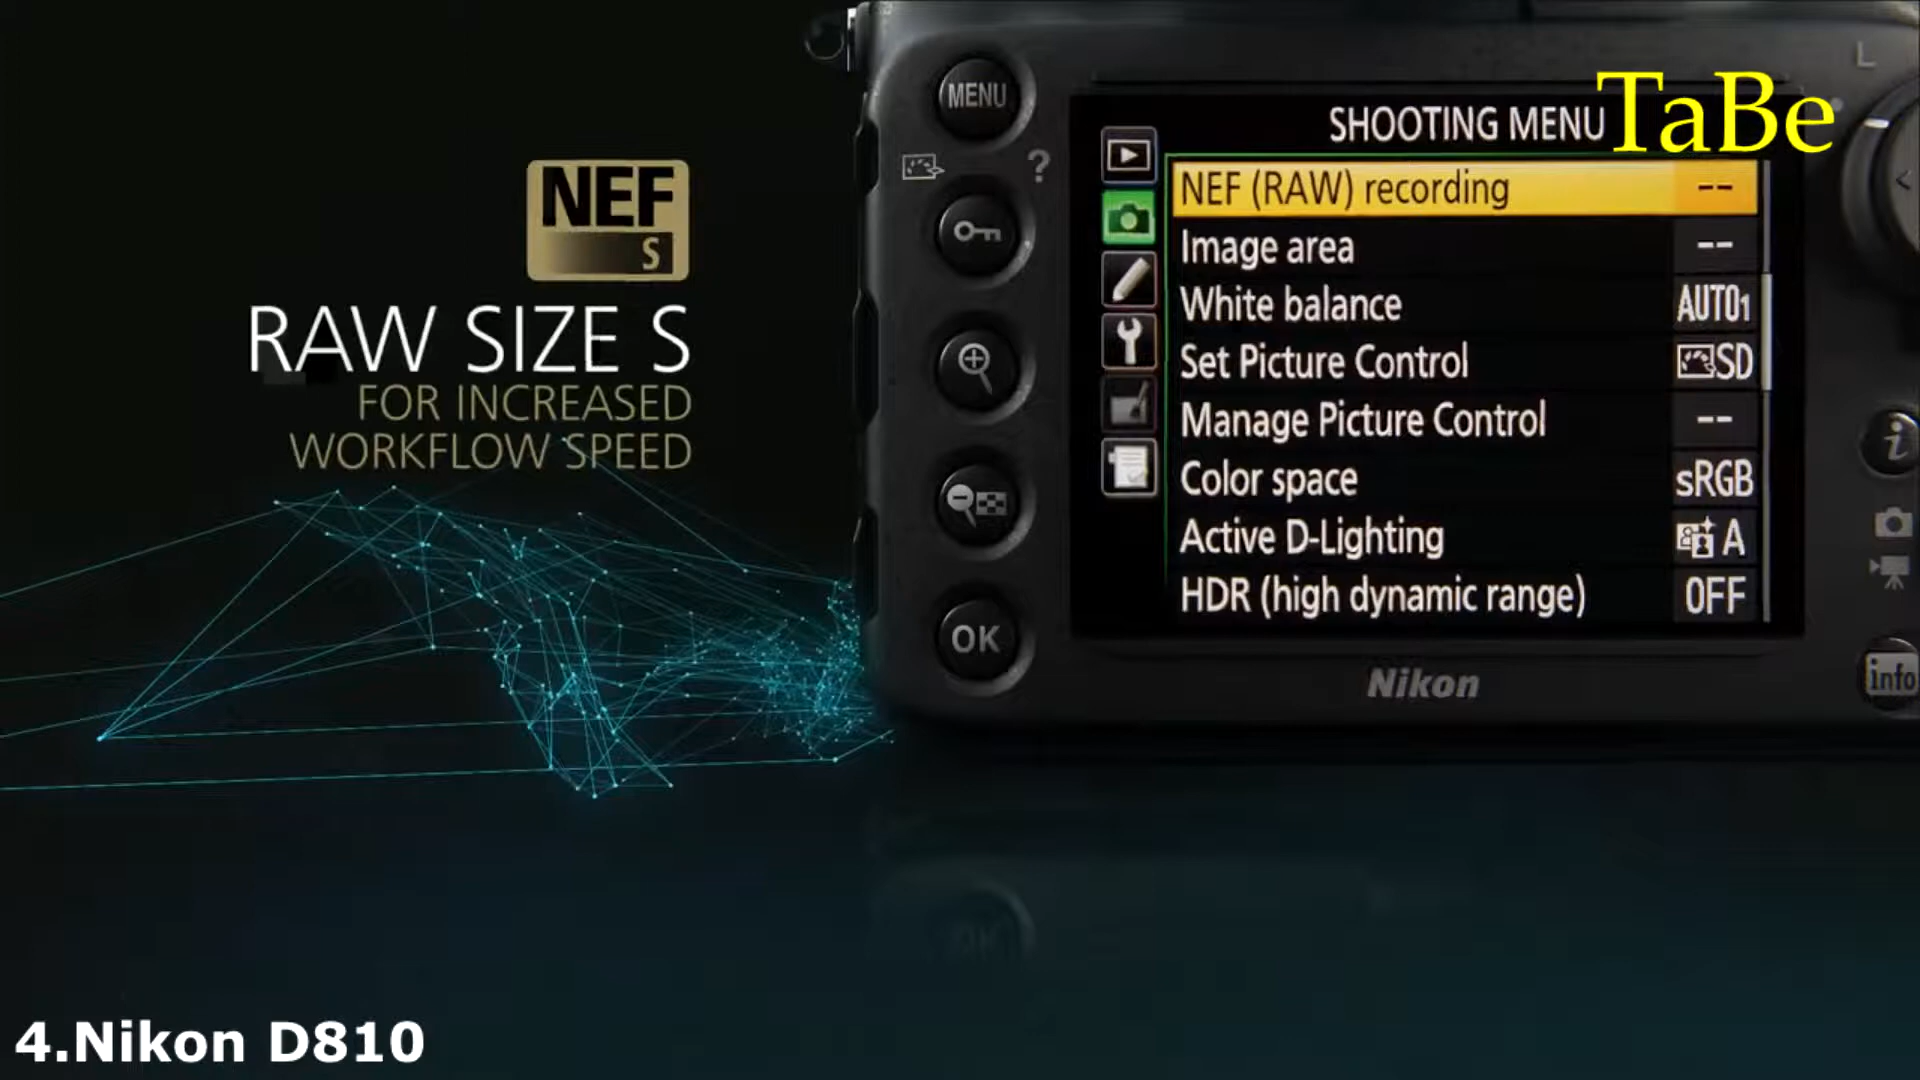 NEF
S
RAW SIZE S
FOR INCREASED
WORKFLOW SPEED
MENU
?
OK
SHOOTING MENU
TaBe
NEF (RAW) recording --
Image area --
White balance AUTO1
Set Picture Control SD
Manage Picture Control --
Color space sRGB
Active D-Lighting A
HDR (high dynamic range) OFF
Nikon
L
i
info
4.Nikon D810